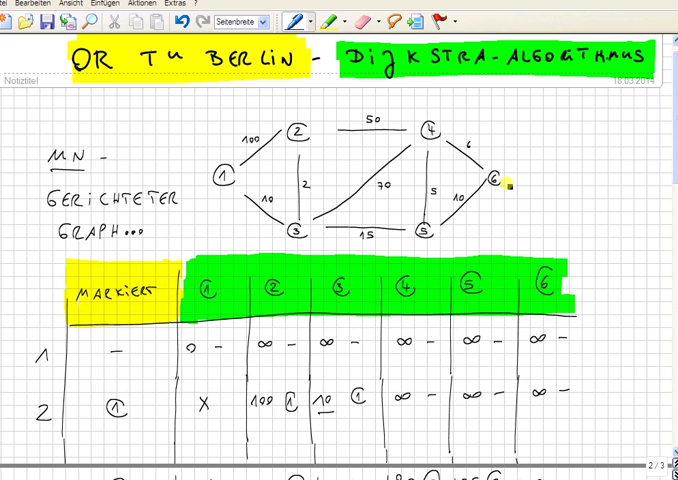 Ansicht Einfügen Aktionen Extras ?
Seitenbreite
OR TU BERLIN - DIJKSTRA-ALGORITHMUS
Notiztitel
18.03.2014
MN -
GERICHTETER
GRAPH...
100
2
50
4
6
1
2
70
5
6
10
10
3
15
5
MARKIERT 1 2 3 4 5 6
1 - 0 - ∞ - ∞ - ∞ - ∞ - ∞ -
2 1 X 100 1 10 1 ∞ - ∞ - ∞ -
2/3